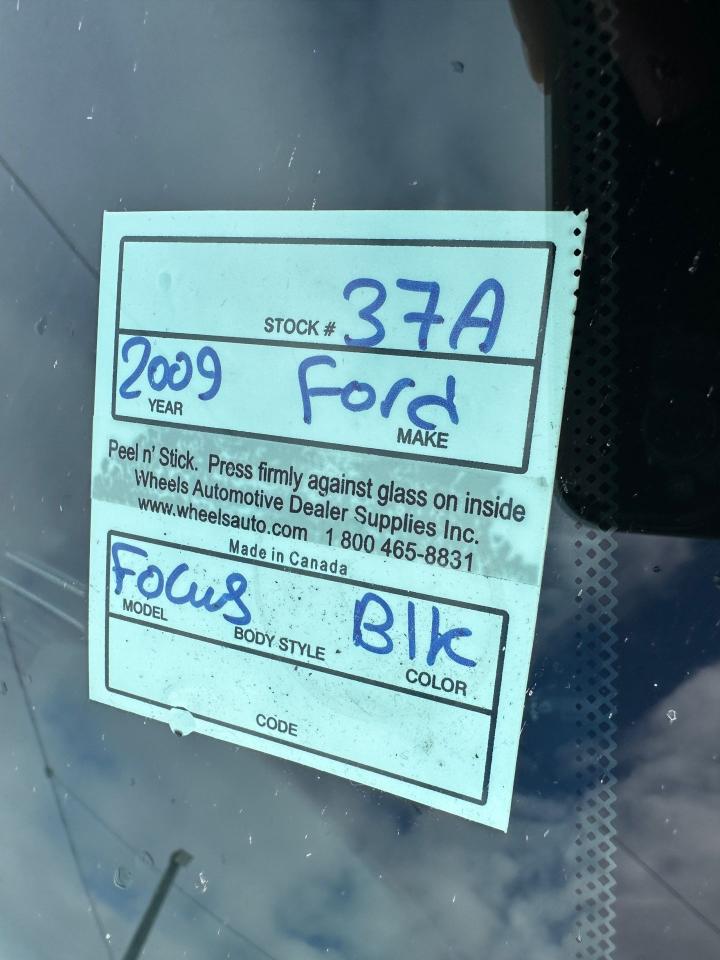 STOCK # 37A
2009 Ford
YEAR MAKE
Peel n' Stick. Press firmly against glass on inside
Wheels Automotive Dealer Supplies Inc.
www.wheelsauto.com 1 800 465-8831
Made in Canada
Focus Blk
MODEL BODY STYLE COLOR
CODE